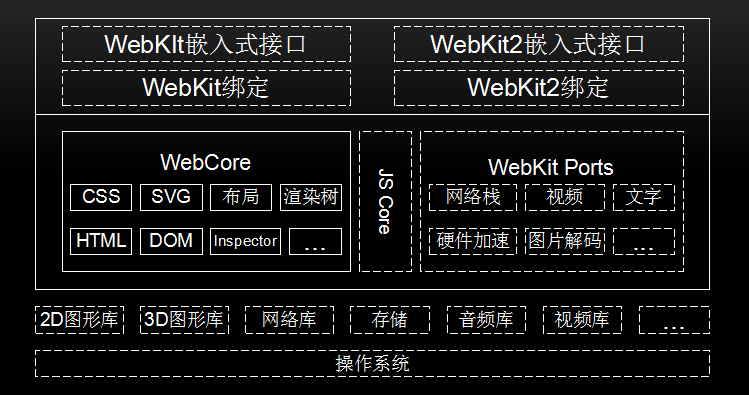 WebKIt嵌入式接口
WebKit2嵌入式接口
WebKit绑定
WebKit2绑定
WebCore
CSS
SVG
布局
渲染树
HTML
DOM
Inspector
...
JS Core
WebKit Ports
网络栈
视频
文字
硬件加速
图片解码
...
2D图形库
3D图形库
网络库
存储
音频库
视频库
...
操作系统